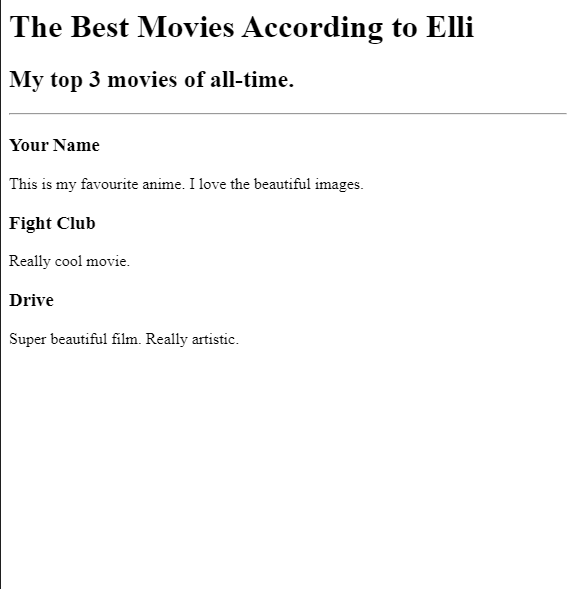 The Best Movies According to Elli
My top 3 movies of all-time.
Your Name
This is my favourite anime. I love the beautiful images.
Fight Club
Really cool movie.
Drive
Super beautiful film. Really artistic.